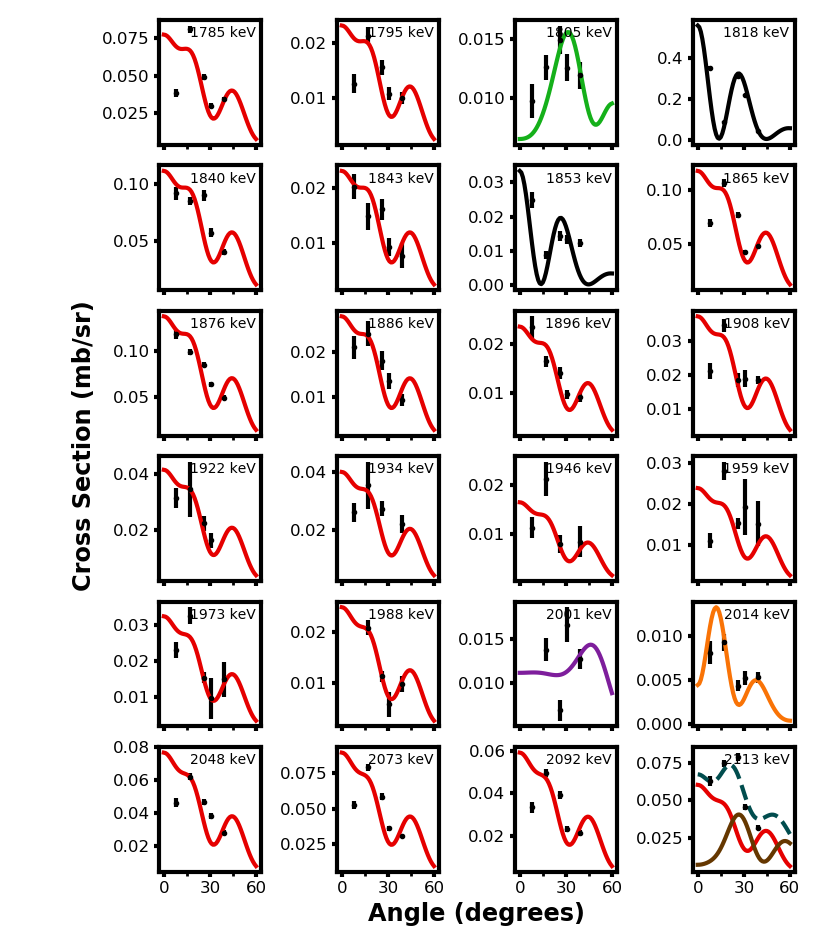 1785 keV 1795 keV 1805 keV 1818 keV
0.075 0.050 0.025
0.02 0.01
0.015 0.010
0.4 0.2 0.0
1840 keV 1843 keV 1853 keV 1865 keV
0.10 0.05
0.02 0.01
0.03 0.02 0.01 0.00
0.10 0.05
1876 keV 1886 keV 1896 keV 1908 keV
0.10 0.05
0.02 0.01
0.02 0.01
0.03 0.02 0.01
Cross Section (mb/sr)
1922 keV 1934 keV 1946 keV 1959 keV
0.04 0.02
0.04 0.02
0.02 0.01
0.03 0.02 0.01
1973 keV 1988 keV 2001 keV 2014 keV
0.03 0.02 0.01
0.02 0.01
0.015 0.010
0.010 0.005 0.000
2048 keV 2073 keV 2092 keV 2113 keV
0.08 0.06 0.04 0.02
0.075 0.050 0.025
0.06 0.04 0.02
0.075 0.050 0.025
0 30 60 0 30 60 0 30 60 0 30 60
Angle (degrees)